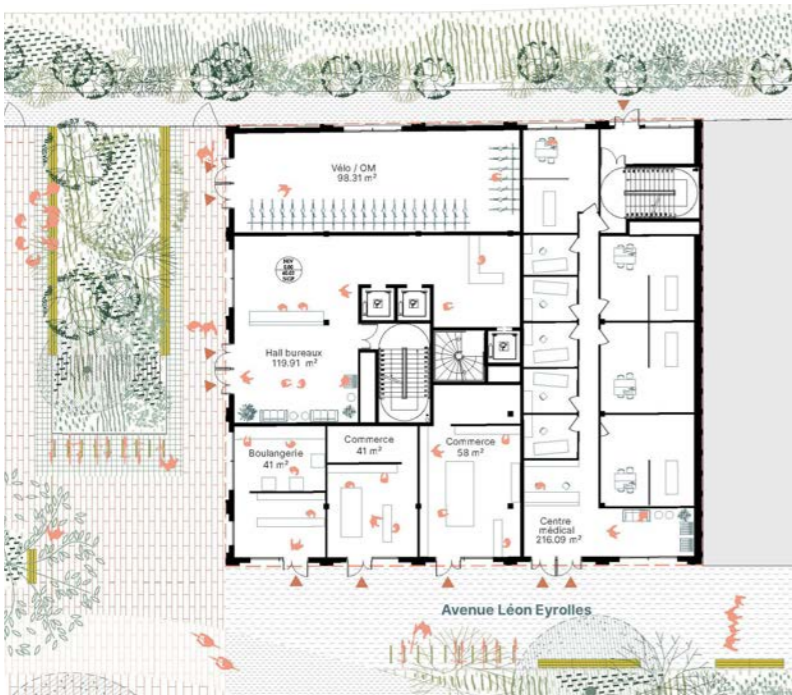 Vélo / OM
98.31 m²
Hall bureaux
119.91 m²
Boulangerie
41 m²
Commerce
41 m²
Commerce
58 m²
Centre
médical
216.09 m²
Avenue Léon Eyrolles